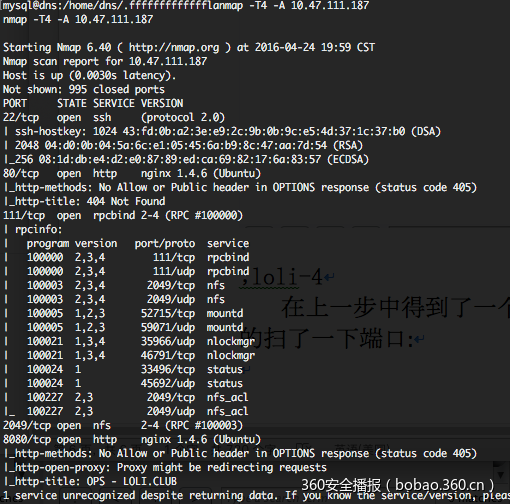 mysql@dns:/home/dns/.fffffffffffflanmap -T4 -A 10.47.111.187
nmap -T4 -A 10.47.111.187
Starting Nmap 6.40 ( http://nmap.org ) at 2016-04-24 19:59 CST
Nmap scan report for 10.47.111.187
Host is up (0.0030s latency).
Not shown: 995 closed ports
PORT     STATE SERVICE VERSION
22/tcp   open  ssh     (protocol 2.0)
| ssh-hostkey: 1024 43:fd:0b:a2:3e:e9:2c:9b:0b:9c:e5:4d:37:1c:37:b0 (DSA)
| 2048 04:d0:0b:04:5a:6c:e1:05:45:6a:b9:8c:47:aa:7d:54 (RSA)
|_256 08:1d:db:e4:d2:e0:87:89:ed:ca:69:82:17:6a:83:57 (ECDSA)
80/tcp   open  http    nginx 1.4.6 (Ubuntu)
|_http-methods: No Allow or Public header in OPTIONS response (status code 405)
|_http-title: 404 Not Found
111/tcp  open  rpcbind 2-4 (RPC #100000)
| rpcinfo:
|   program version   port/proto  service
|   100000  2,3,4        111/tcp  rpcbind
|   100000  2,3,4        111/udp  rpcbind
|   100003  2,3,4       2049/tcp  nfs
|   100003  2,3,4       2049/udp  nfs
|   100005  1,2,3      52715/tcp  mountd
|   100005  1,2,3      59071/udp  mountd
|   100021  1,3,4      35966/udp  nlockmgr
|   100021  1,3,4      46791/tcp  nlockmgr
|   100024  1          33496/tcp  status
|   100024  1          45692/udp  status
|   100227  2,3         2049/tcp  nfs_acl
|_  100227  2,3         2049/udp  nfs_acl
2049/tcp open  nfs     2-4 (RPC #100003)
8080/tcp open  http    nginx 1.4.6 (Ubuntu)
|_http-methods: No Allow or Public header in OPTIONS response (status code 405)
|_http-open-proxy: Proxy might be redirecting requests
|_http-title: OPS - LOLI.CLUB
1 service unrecognized despite returning data. If you know the service/version, pleas
,loli-4
在上一步中得到了一个
的扫了一下端口:
360安全播报(bobao.360.cn)